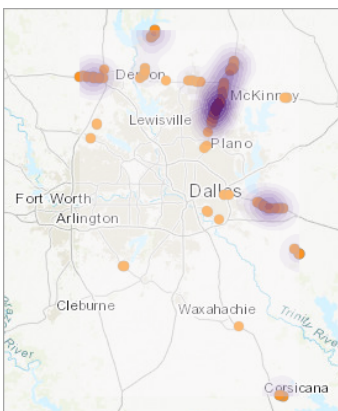 Denton
McKinney
Lewisville
Plano
Dallas
Fort Worth
Arlington
Cleburne
Waxahachie
Trinity River
River
Corsicana